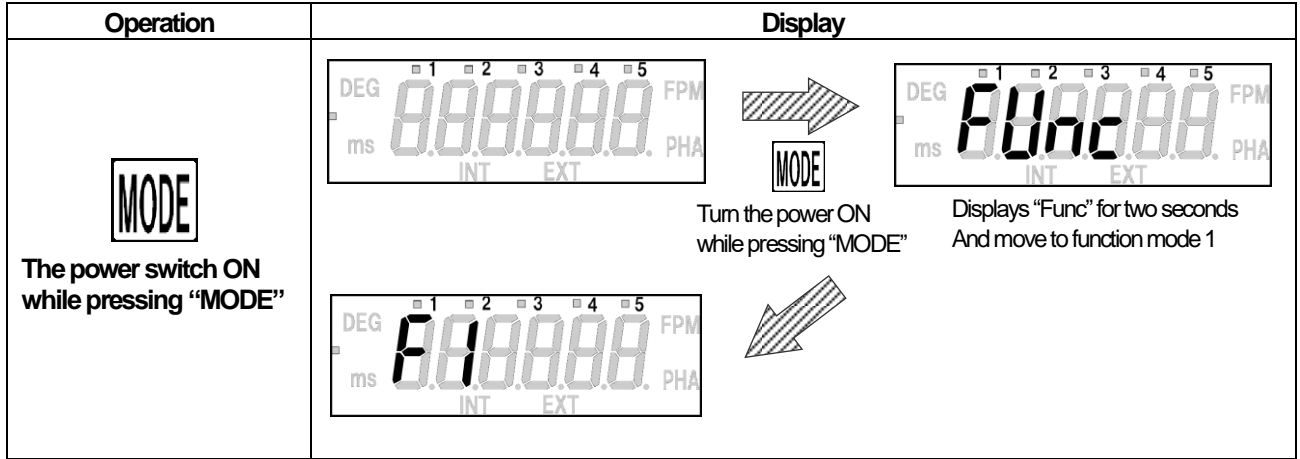 Operation
Display
MODE
The power switch ON
while pressing “MODE”
1 2 3 4 5
DEG FPM
ms PHA
INT EXT
MODE
Turn the power ON
while pressing “MODE”
1 2 3 4 5
DEG FUnc FPM
ms PHA
INT EXT
Displays “Func” for two seconds
And move to function mode 1
1 2 3 4 5
DEG F1 FPM
ms PHA
INT EXT